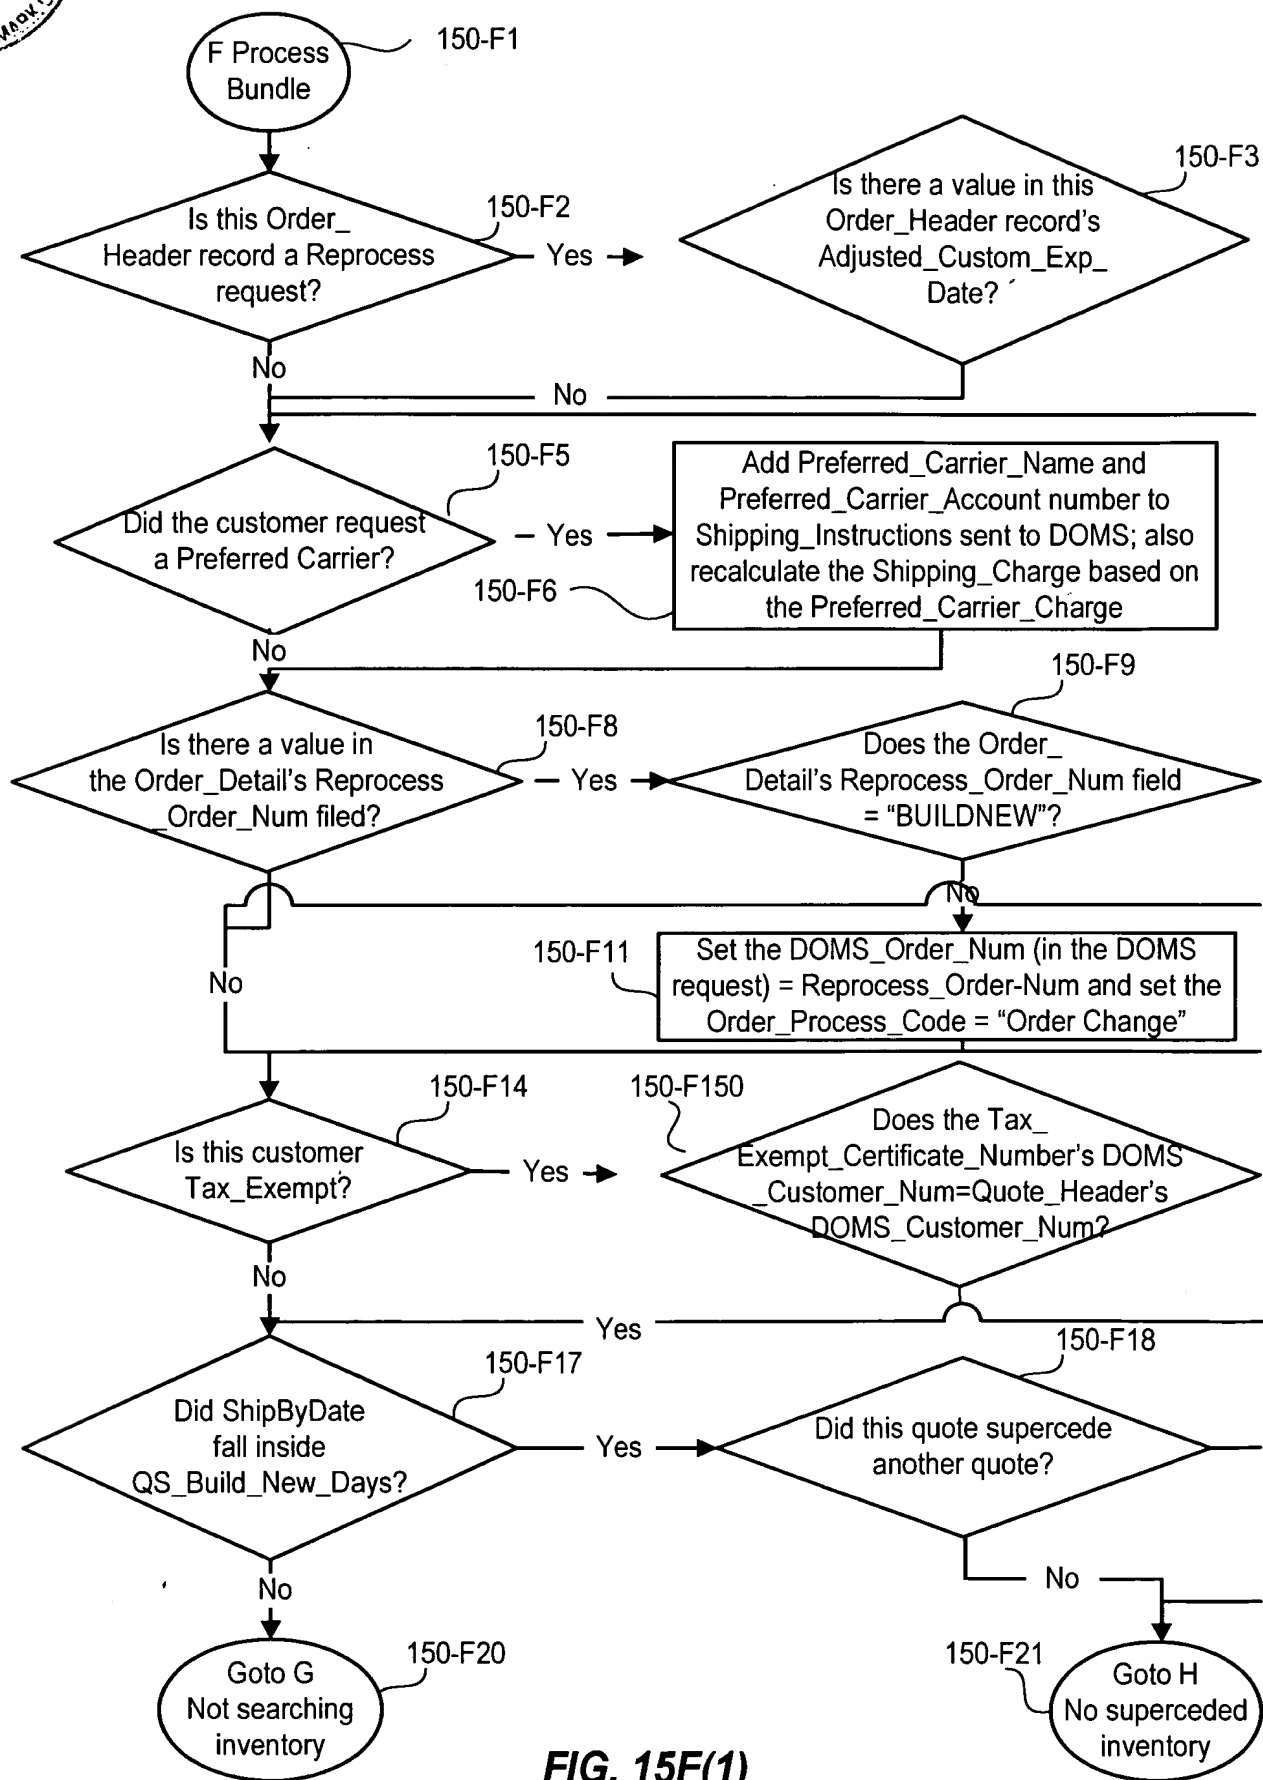 MARK
F Process
Bundle
150-F1
Is this Order_
Header record a Reprocess
request?
150-F2
Yes
Is there a value in this
Order_Header record's
Adjusted_Custom_Exp_
Date?
150-F3
No
No
Did the customer request
a Preferred Carrier?
150-F5
Yes
Add Preferred_Carrier_Name and
Preferred_Carrier_Account number to
Shipping_Instructions sent to DOMS; also
recalculate the Shipping_Charge based on
the Preferred_Carrier_Charge
150-F6
No
Is there a value in
the Order_Detail's Reprocess
_Order_Num filed?
150-F8
Yes
Does the Order_
Detail's Reprocess_Order_Num field
= “BUILDNEW”?
150-F9
No
No
150-F11
Set the DOMS_Order_Num (in the DOMS
request) = Reprocess_Order-Num and set the
Order_Process_Code = “Order Change”
Is this customer
Tax_Exempt?
150-F14
Yes
150-F150
Does the Tax_
Exempt_Certificate_Number's DOMS
_Customer_Num=Quote_Header's
DOMS_Customer_Num?
No
Yes
Did ShipByDate
fall inside
QS_Build_New_Days?
150-F17
Yes
Did this quote supercede
another quote?
150-F18
No
No
Goto G
Not searching
inventory
150-F20
150-F21
Goto H
No superceded
inventory
FIG. 15F(1)